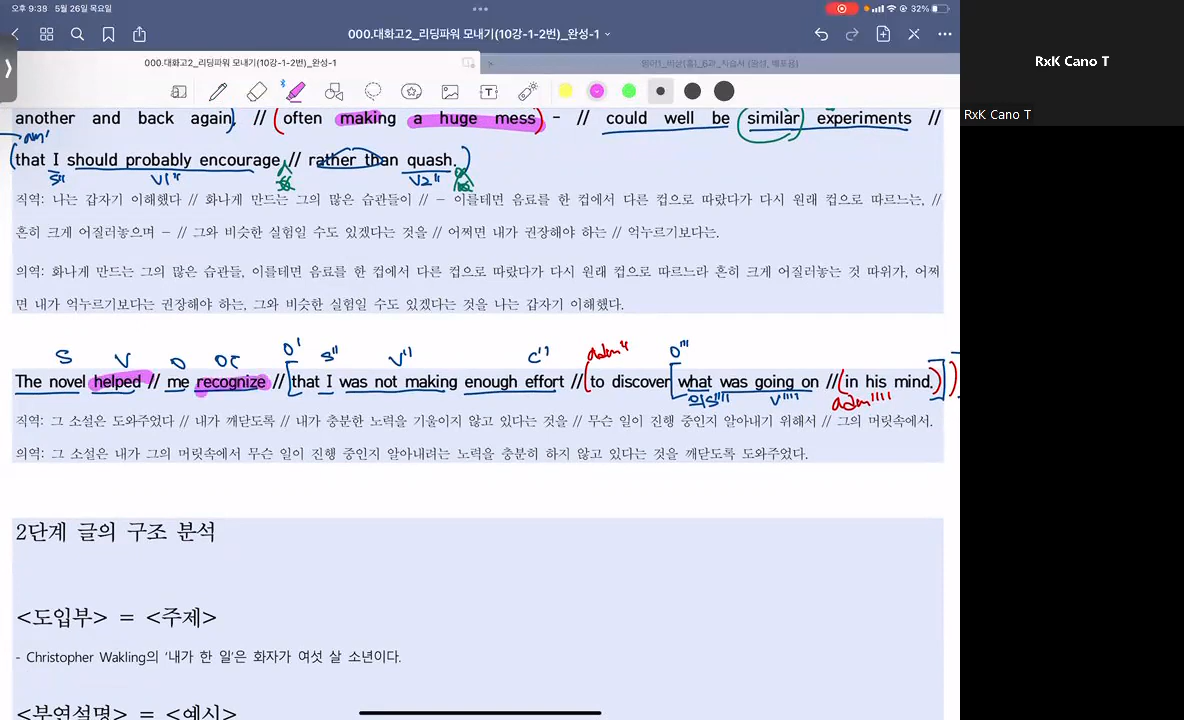 오후 9:38 5월 26일 목요일
32%
000.대화고2_리딩파워 모내기(10강-1-2번)_완성-1
RxK Cano T
000.대화고2_리딩파워 모내기(10강-1-2번)_완성-1
RxK Cano T
another and back again, // (often making a huge mess) - // could well be similar experiments //
(that I should probably encourage // rather than quash.)
S'' V1'' V2''
직역: 나는 갑자기 이해했다 // 화나게 만드는 그의 많은 습관들이 // – 이를테면 음료를 한 컵에서 다른 컵으로 따랐다가 다시 원래 컵으로 따르느는, //
흔히 크게 어질러놓으며 – // 그와 비슷한 실험일 수도 있겠다는 것을 // 어쩌면 내가 권장해야 하는 // 억누르기보다는.
의역: 화나게 만드는 그의 많은 습관들, 이를테면 음료를 한 컵에서 다른 컵으로 따랐다가 다시 원래 컵으로 따르느라 흔히 크게 어질러놓는 것 따위가, 어쩌
면 내가 억누르기보다는 권장해야 하는, 그와 비슷한 실험일 수도 있겠다는 것을 나는 갑자기 이해했다.
S V O OC O' S'' V'' C'' O'''
The novel helped // me recognize // [that I was not making enough effort // (to discover [what was going on // (in his mind.)])]
의S'''' V''''
직역: 그 소설은 도와주었다 // 내가 깨닫도록 // 내가 충분한 노력을 기울이지 않고 있다는 것을 // 무슨 일이 진행 중인지 알아내기 위해서 // 그의 머릿속에서.
의역: 그 소설은 내가 그의 머릿속에서 무슨 일이 진행 중인지 알아내려는 노력을 충분히 하지 않고 있다는 것을 깨닫도록 도와주었다.
2단계 글의 구조 분석
<도입부> = <주제>
- Christopher Wakling의 '내가 한 일'은 화자가 여섯 살 소년이다.
<부연설명> = <예시>